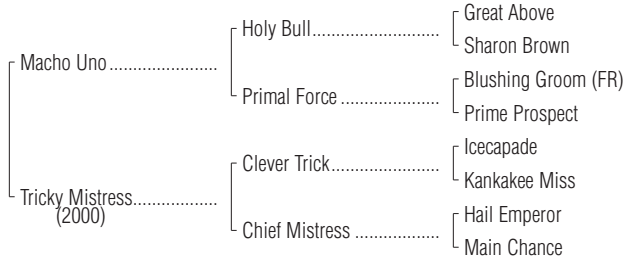 Great Above
Holy Bull....................
Sharon Brown
Macho Uno .....................
Blushing Groom (FR)
Primal Force ................
Prime Prospect
Icecapade
Clever Trick..................
Kankakee Miss
Tricky Mistress.................
(2000)
Hail Emperor
Chief Mistress ..............
Main Chance